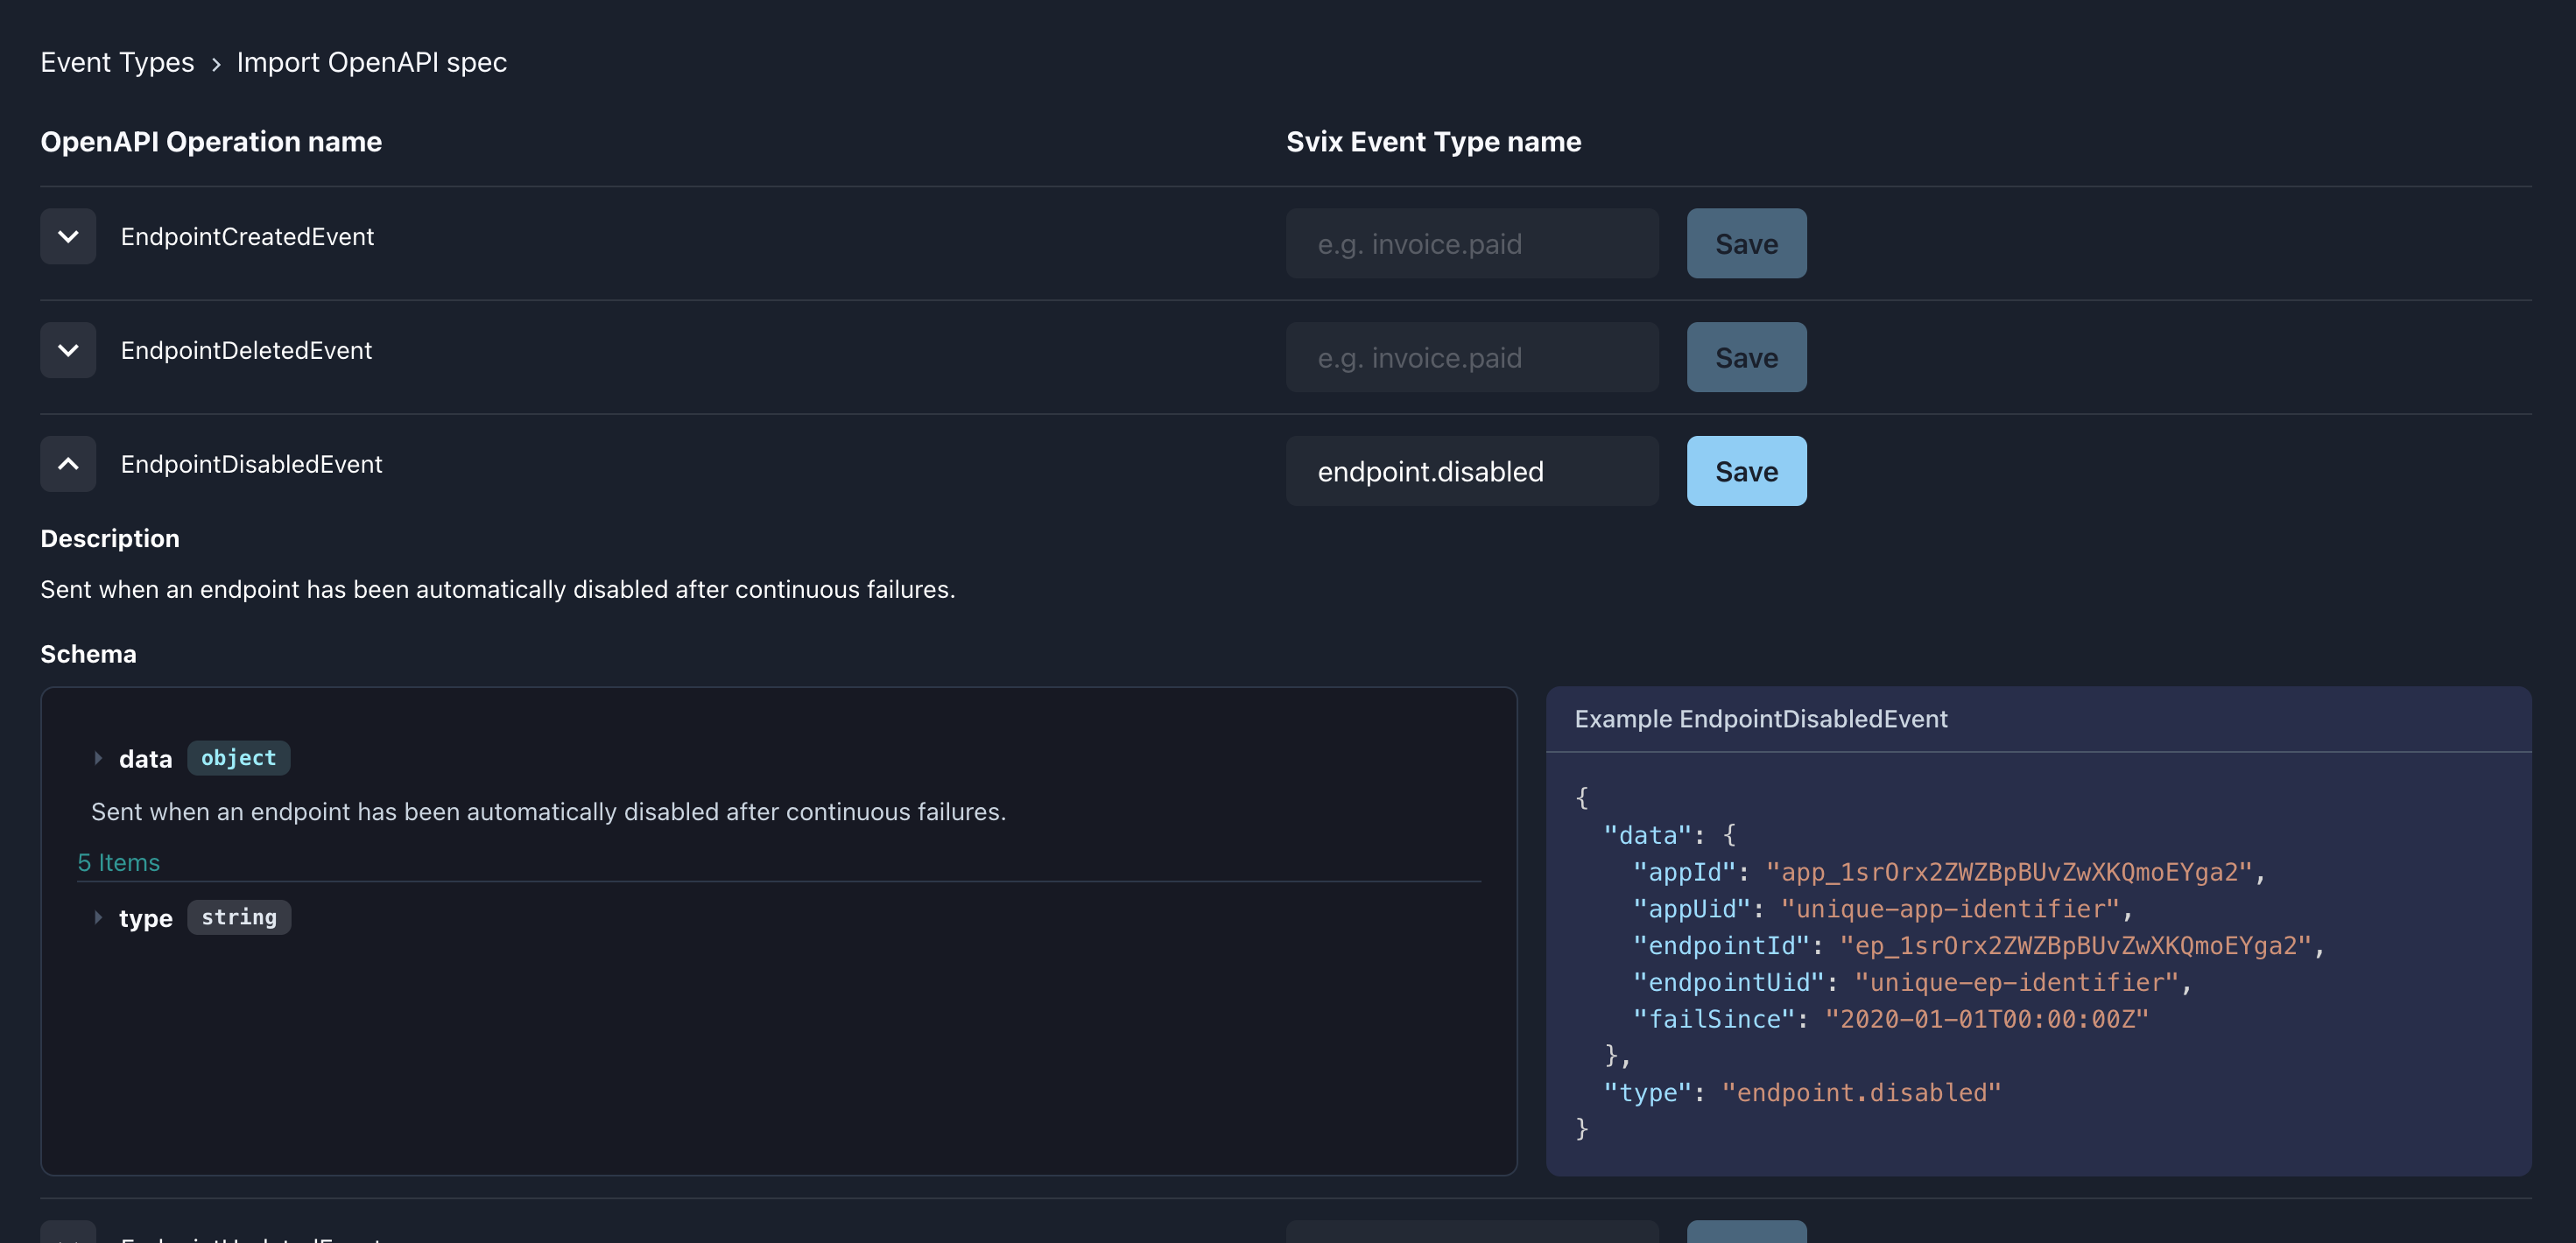 Event Types › Import OpenAPI spec
OpenAPI Operation name Svix Event Type name
EndpointCreatedEvent e.g. invoice.paid Save
EndpointDeletedEvent e.g. invoice.paid Save
EndpointDisabledEvent endpoint.disabled Save
Description
Sent when an endpoint has been automatically disabled after continuous failures.
Schema
data object
Sent when an endpoint has been automatically disabled after continuous failures.
5 Items
type string
Example EndpointDisabledEvent
{
"data": {
"appId": "app_1srOrx2ZWZBpBUvZwXKQmoEYga2",
"appUid": "unique-app-identifier",
"endpointId": "ep_1srOrx2ZWZBpBUvZwXKQmoEYga2",
"endpointUid": "unique-ep-identifier",
"failSince": "2020-01-01T00:00:00Z"
},
"type": "endpoint.disabled"
}